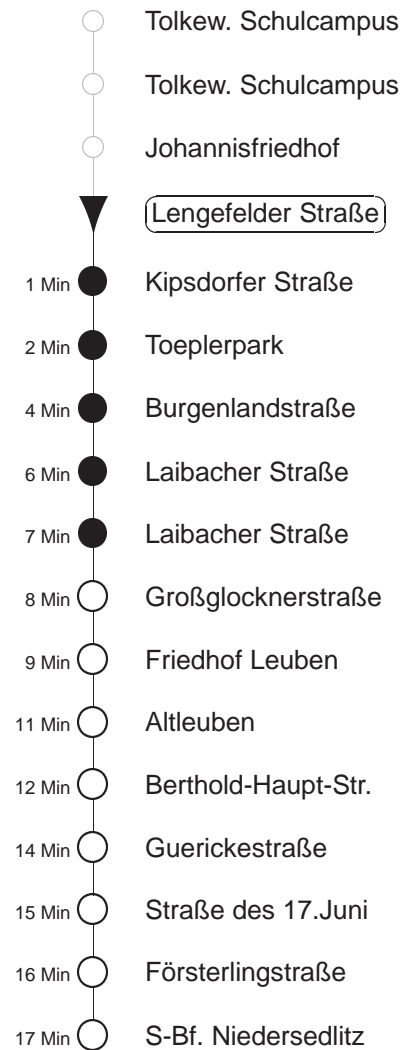 Tolkew. Schulcampus
Tolkew. Schulcampus
Johannisfriedhof
Lengefelder Straße
1 Min Kipsdorfer Straße
2 Min Toeplerpark
4 Min Burgenlandstraße
6 Min Laibacher Straße
7 Min Laibacher Straße
8 Min Großglocknerstraße
9 Min Friedhof Leuben
11 Min Altleuben
12 Min Berthold-Haupt-Str.
14 Min Guerickestraße
15 Min Straße des 17.Juni
16 Min Försterlingstraße
17 Min S-Bf. Niedersedlitz